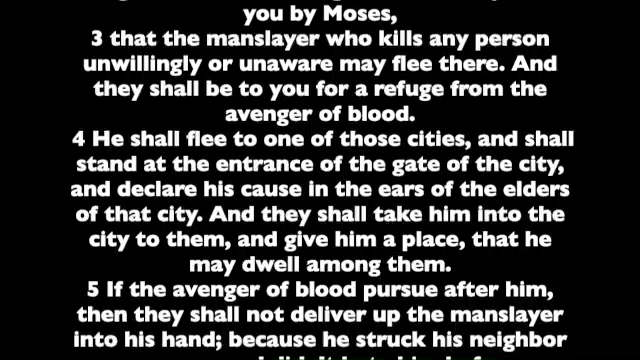 you by Moses,
3 that the manslayer who kills any person
unwillingly or unaware may flee there. And
they shall be to you for a refuge from the
avenger of blood.
4 He shall flee to one of those cities, and shall
stand at the entrance of the gate of the city,
and declare his cause in the ears of the elders
of that city. And they shall take him into the
city to them, and give him a place, that he
may dwell among them.
5 If the avenger of blood pursue after him,
then they shall not deliver up the manslayer
into his hand; because he struck his neighbor